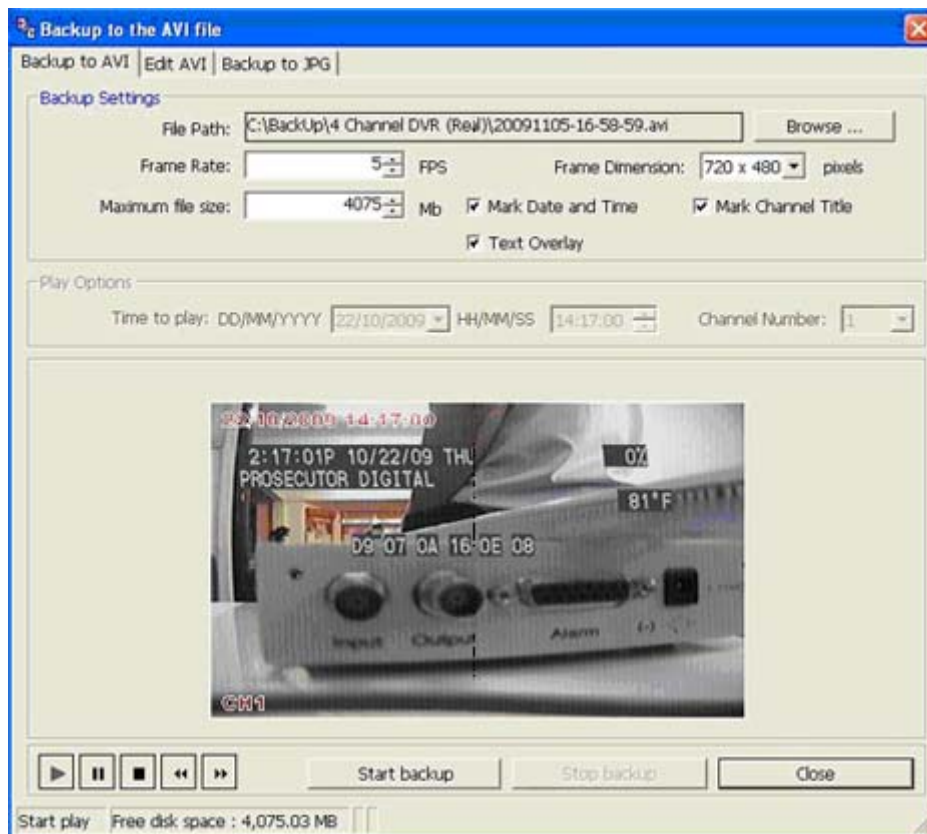 Backup to the AVI file
Backup to AVI Edit AVI Backup to JPG
Backup Settings
File Path: C:\BackUp\4 Channel DVR (Real)\20091105-16-58-59.avi Browse ...
Frame Rate: 5 FPS Frame Dimension: 720 x 480 pixels
Maximum file size: 4075 Mb Mark Date and Time Mark Channel Title
Text Overlay
Play Options
Time to play: DD/MM/YYYY 22/10/2009 HH/MM/SS 14:17:00 Channel Number: 1
22/10/2009 14:17:00
2:17:01P 10/22/09 THU 0%
PROSECUTOR DIGITAL
81°F
D9 07 0A 16 0E 08
Input Output Alarm (-)
CH1
Start backup Stop backup Close
Start play Free disk space : 4,075.03 MB